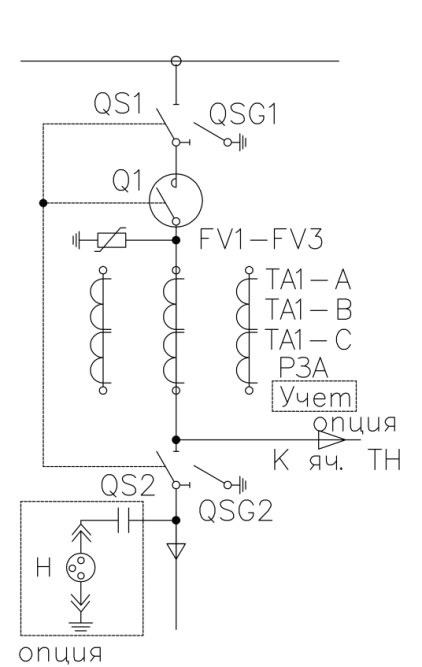 QS1
QSG1
Q1
FV1-FV3
TA1-A
TA1-B
TA1-C
РЗА
Учет
опция
К яч. ТН
QS2
QSG2
Н
опция